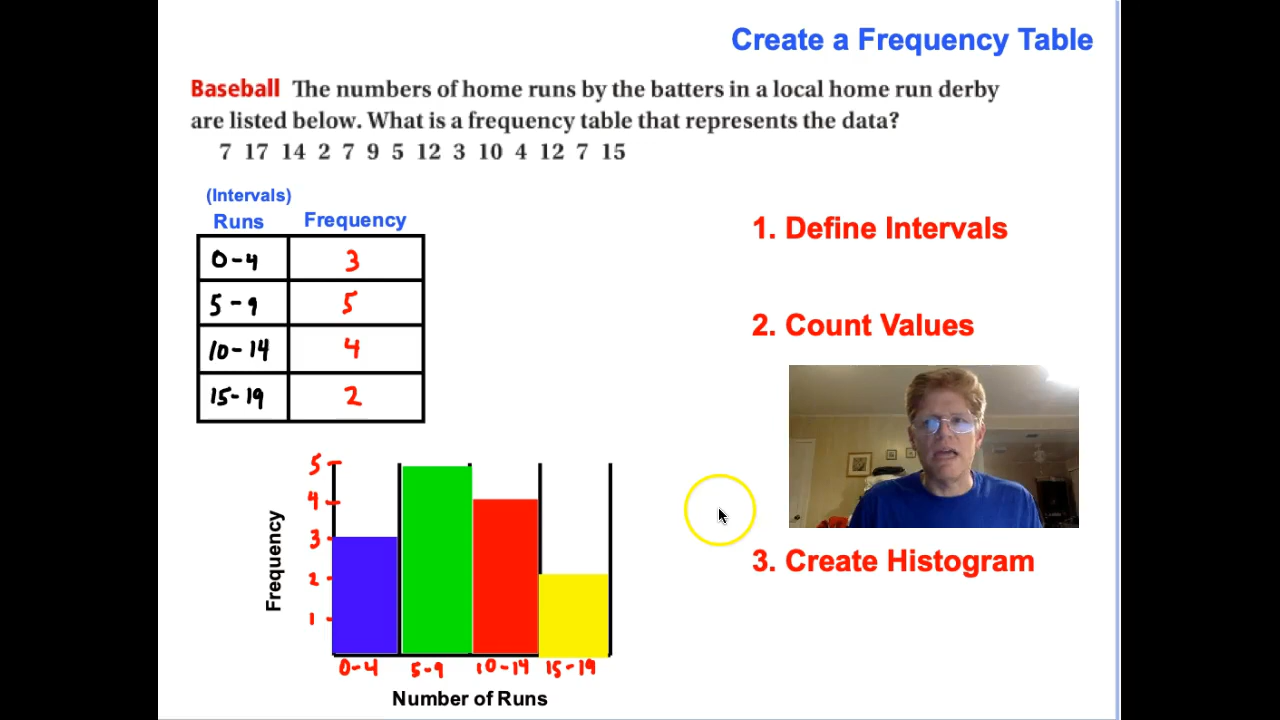 Create a Frequency Table
Baseball The numbers of home runs by the batters in a local home run derby
are listed below. What is a frequency table that represents the data?
7 17 14 2 7 9 5 12 3 10 4 12 7 15
(Intervals)
Runs Frequency
0-4 3
5-9 5
10-14 4
15-19 2
1. Define Intervals
2. Count Values
3. Create Histogram
Frequency
5
4
3
2
1
0-4 5-9 10-14 15-19
Number of Runs